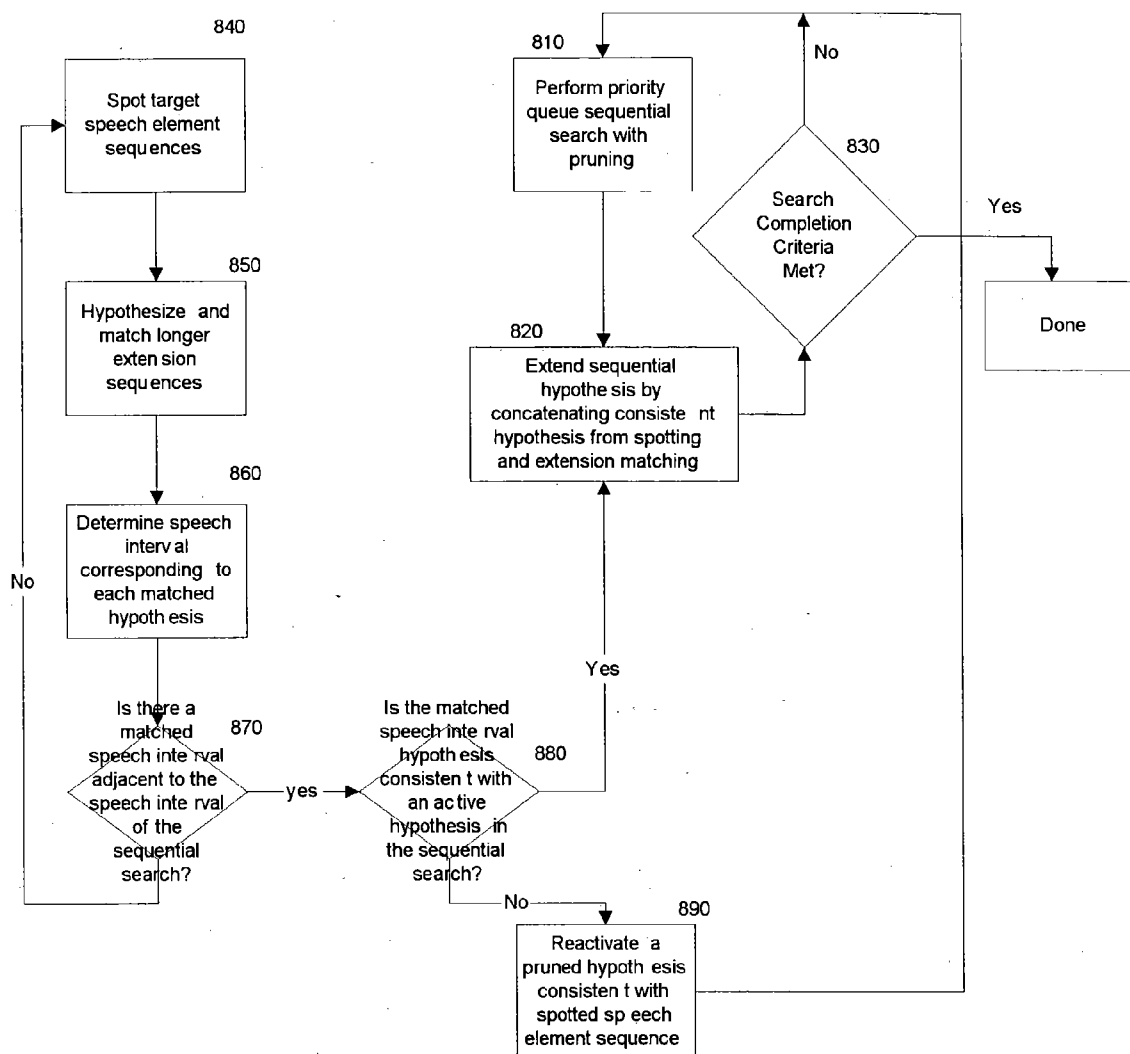 840
Spot target
speech element
sequences
850
Hypothesize and
match longer
extension
sequences
860
Determine speech
interval
corresponding to
each matched
hypothesis
No
870
Is there a
matched
speech interval
adjacent to the
speech interval
of the
sequential
search?
yes
880
Is the matched
speech interval
hypothesis
consistent with
an active
hypothesis in
the sequential
search?
Yes
No
890
Reactivate a
pruned hypothesis
consistent with
spotted speech
element sequence
810
Perform priority
queue sequential
search with
pruning
820
Extend sequential
hypothesis by
concatenating consistent
hypothesis from spotting
and extension matching
830
Search
Completion
Criteria
Met?
No
Yes
Done